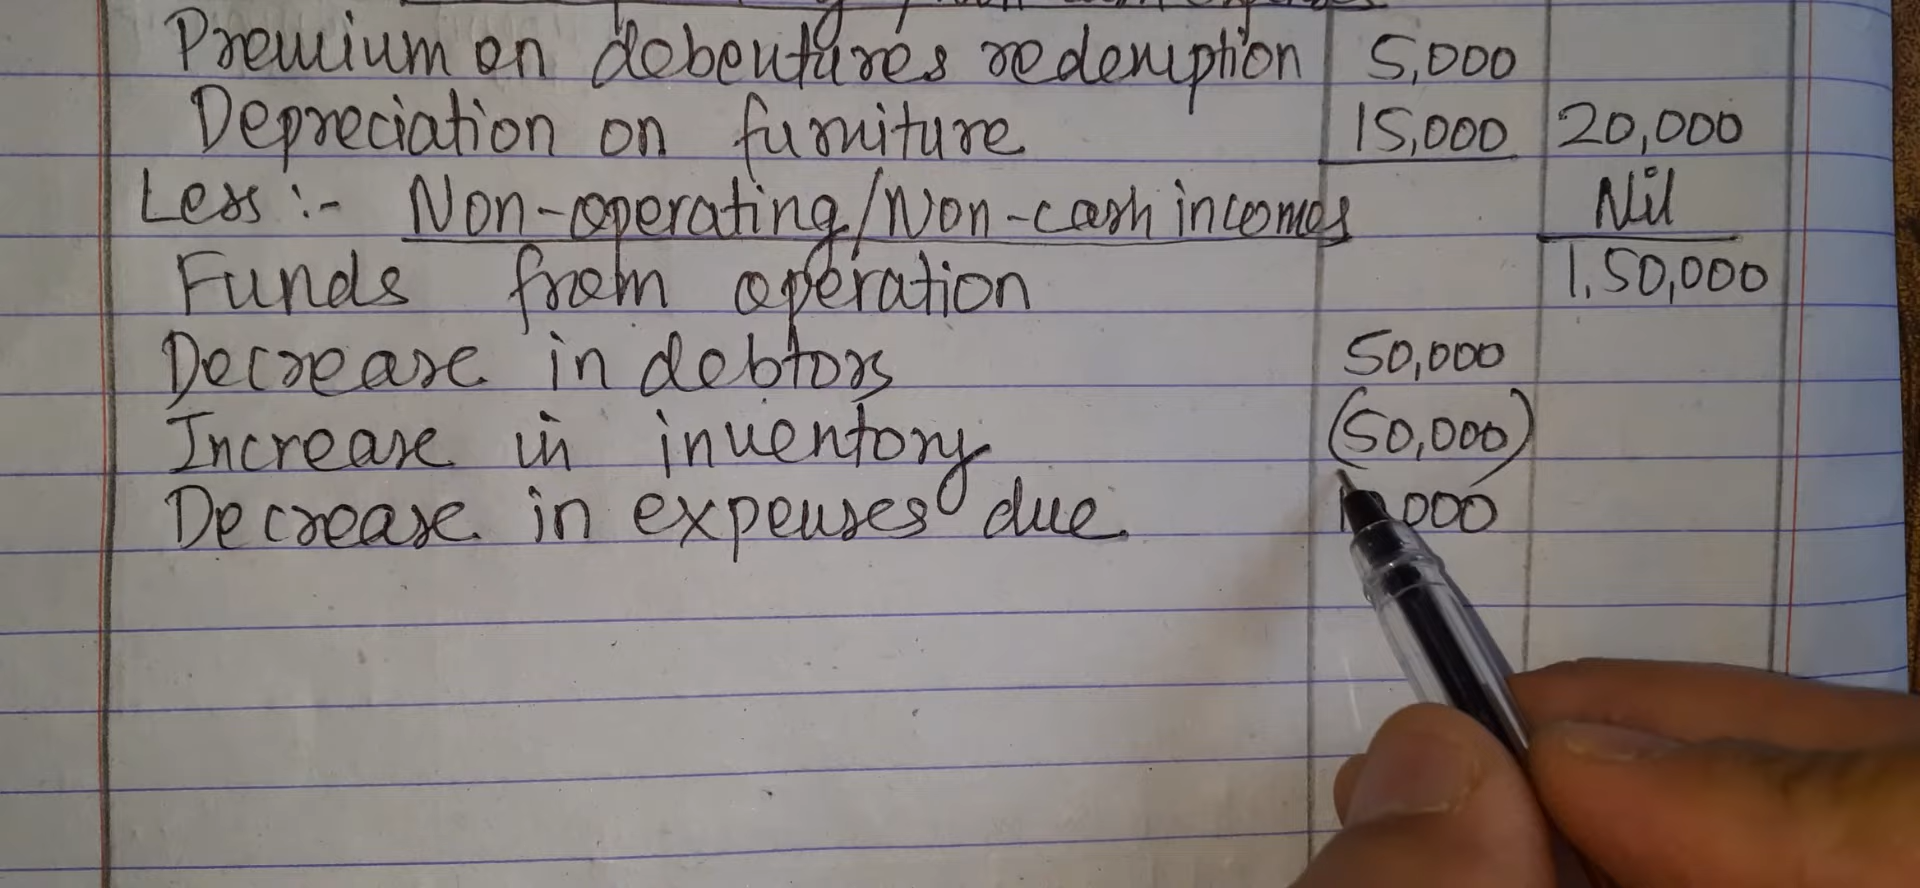 Premium on debentures redemption 5,000
Depreciation on furniture 15,000 20,000
Less :- Non-operating/Non-cash incomes Nil
Funds from operation 1,50,000
Decrease in debtors 50,000
Increase in inventory (50,000)
Decrease in expenses due